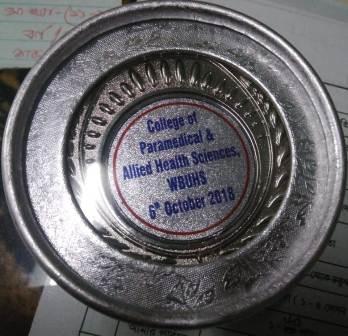 College of
Paramedical &
Allied Health Sciences,
WBUHS
6th October 2018